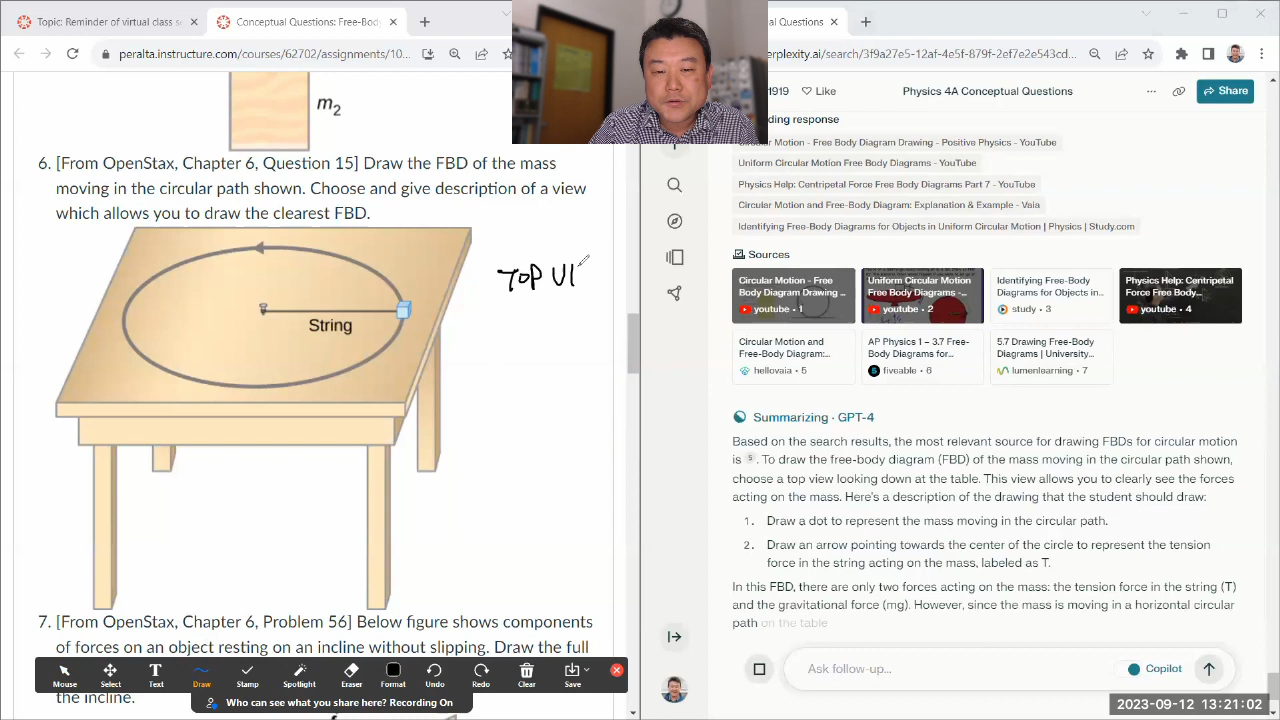 Topic: Reminder of virtual class s
Conceptual Questions: Free-Bod
al Questions
peralta.instructure.com/courses/62702/assignments/10...
erplexity.ai/search/3f9a27e5-12af-4e5f-879f-2ef7e2e543cd...
m2
6. [From OpenStax, Chapter 6, Question 15] Draw the FBD of the mass
moving in the circular path shown. Choose and give description of a view
which allows you to draw the clearest FBD.
String
TOP VI
7. [From OpenStax, Chapter 6, Problem 56] Below figure shows components
of forces on an object resting on an incline without slipping. Draw the full
the incline.
Mouse
Select
Text
Draw
Stamp
Spotlight
Eraser
Format
Undo
Redo
Clear
Save
Who can see what you share here? Recording On
1919
Like
Physics 4A Conceptual Questions
Share
ding response
cular Motion - Free Body Diagram Drawing - Positive Physics - YouTube
Uniform Circular Motion Free Body Diagrams - YouTube
Physics Help: Centripetal Force Free Body Diagrams Part 7 - YouTube
Circular Motion and Free-Body Diagram: Explanation & Example - Vaia
Identifying Free-Body Diagrams for Objects in Uniform Circular Motion | Physics | Study.com
Sources
Circular Motion - Free
Body Diagram Drawing ...
youtube • 1
Uniform Circular Motion
Free Body Diagrams - ...
youtube • 2
Identifying Free-Body
Diagrams for Objects in...
study • 3
Physics Help: Centripetal
Force Free Body...
youtube • 4
Circular Motion and
Free-Body Diagram:...
hellovaia • 5
AP Physics 1 – 3.7 Free-
Body Diagrams for...
fiveable • 6
5.7 Drawing Free-Body
Diagrams | University...
lumenlearning • 7
Summarizing · GPT-4
Based on the search results, the most relevant source for drawing FBDs for circular motion
is 5 . To draw the free-body diagram (FBD) of the mass moving in the circular path shown,
choose a top view looking down at the table. This view allows you to clearly see the forces
acting on the mass. Here's a description of the drawing that the student should draw:
1. Draw a dot to represent the mass moving in the circular path.
2. Draw an arrow pointing towards the center of the circle to represent the tension
force in the string acting on the mass, labeled as T.
In this FBD, there are only two forces acting on the mass: the tension force in the string (T)
and the gravitational force (mg). However, since the mass is moving in a horizontal circular
path on the table
Ask follow-up...
Copilot
2023-09-12 13:21:02